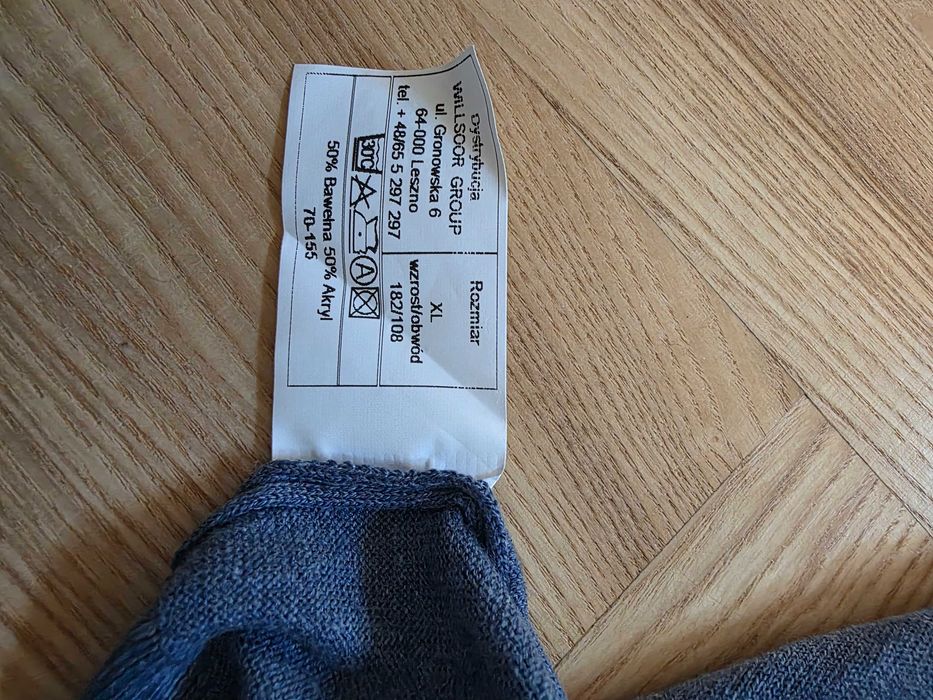 Dystrybucja
WILLSOOR GROUP
ul. Gronowska 6
64-000 Leszno
tel. + 48/65 5 297 297
Rozmiar
XL
wzrost/obwód
182/108
30°C
A
50% Bawełna 50% Akryl
70-155